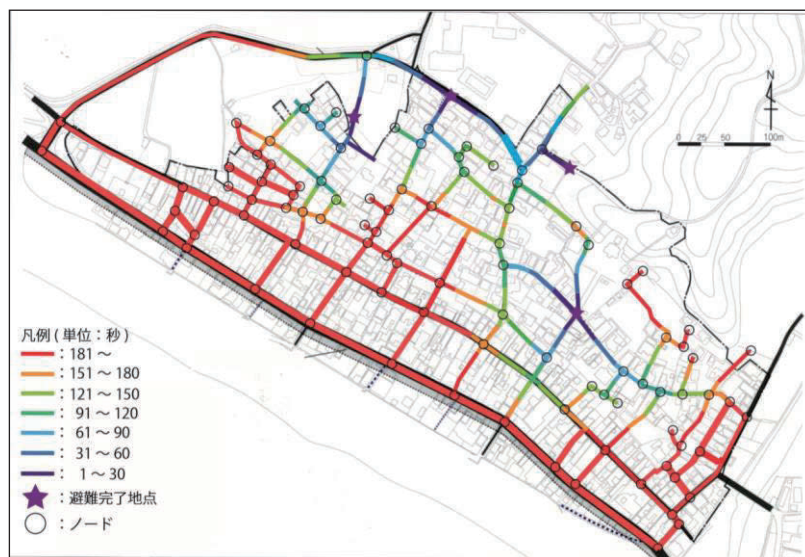 N
0 25 50 100m
凡例 ( 単位：秒 )
：181～
：151～180
：121～150
：91～120
：61～90
：31～60
：1～30
：避難完了地点
：ノード